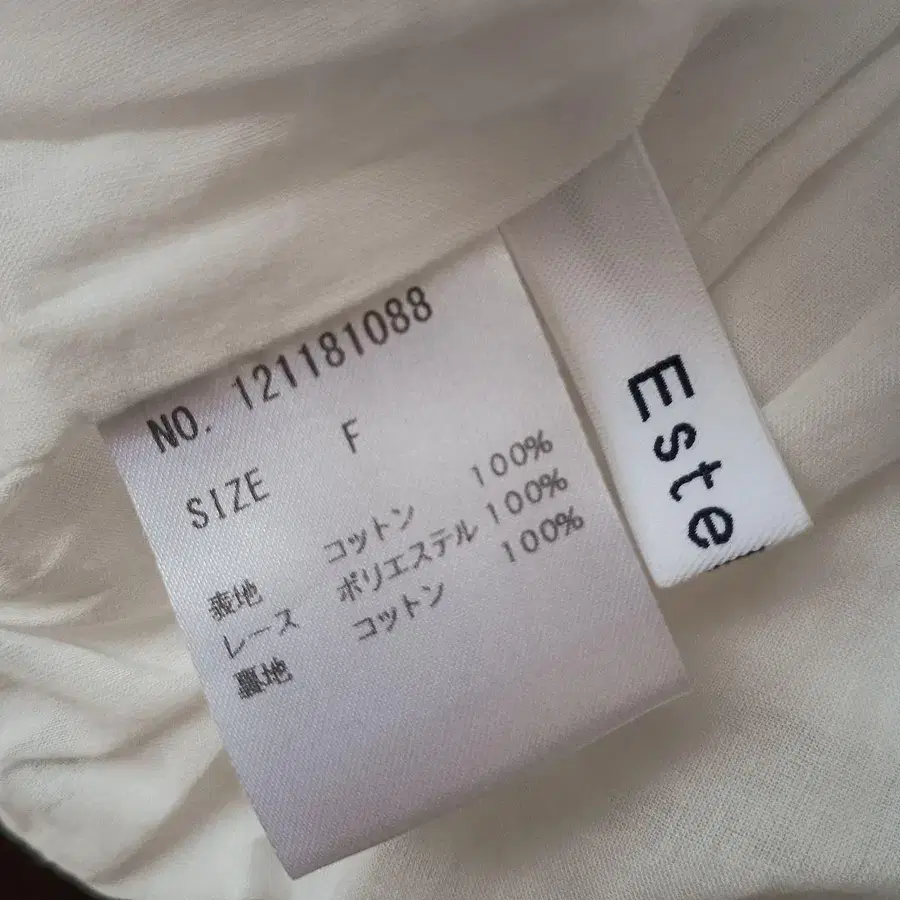 NO. 121181088
SIZE F
表地 コットン 100%
レース ポリエステル 100%
裏地 コットン 100%
Este